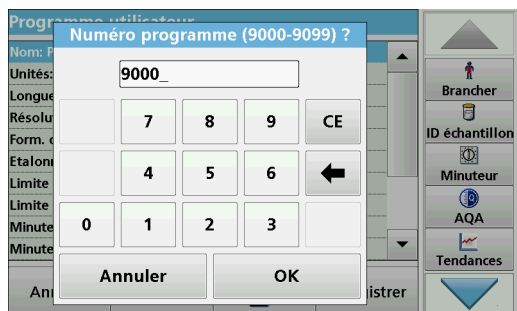 Programme utilisateur
Numéro programme (9000-9099) ?
Nom: P
Unités:
9000_
Longue
Résolu
Form. d
Etalonn
Limite
Limite
Minute
Minute
7 8 9 CE
4 5 6
0 1 2 3
Annuler OK
An
istrer
Brancher
ID échantillon
Minuteur
AQA
Tendances